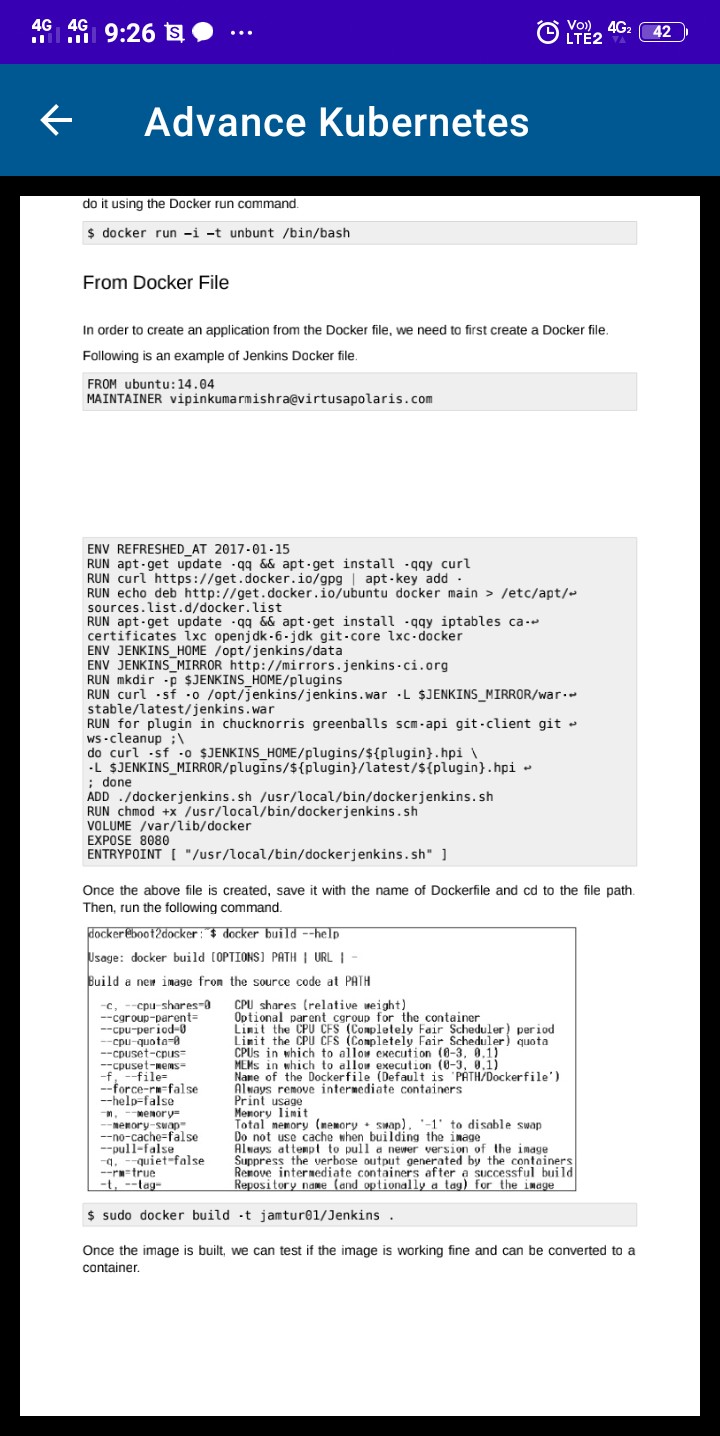 4G 4G 9:26 S ... Vo)) LTE2 4G2 42
Advance Kubernetes
do it using the Docker run command.
$ docker run –i –t unbunt /bin/bash
From Docker File
In order to create an application from the Docker file, we need to first create a Docker file.
Following is an example of Jenkins Docker file.
FROM ubuntu:14.04
MAINTAINER vipinkumarmishra@virtusapolaris.com
ENV REFRESHED_AT 2017-01-15
RUN apt-get update -qq && apt-get install -qqy curl
RUN curl https://get.docker.io/gpg | apt-key add -
RUN echo deb http://get.docker.io/ubuntu docker main > /etc/apt/↩
sources.list.d/docker.list
RUN apt-get update -qq && apt-get install -qqy iptables ca-↩
certificates lxc openjdk-6-jdk git-core lxc-docker
ENV JENKINS_HOME /opt/jenkins/data
ENV JENKINS_MIRROR http://mirrors.jenkins-ci.org
RUN mkdir -p $JENKINS_HOME/plugins
RUN curl -sf -o /opt/jenkins/jenkins.war -L $JENKINS_MIRROR/war-↩
stable/latest/jenkins.war
RUN for plugin in chucknorris greenballs scm-api git-client git ↩
ws-cleanup ;\
do curl -sf -o $JENKINS_HOME/plugins/${plugin}.hpi \
-L $JENKINS_MIRROR/plugins/${plugin}/latest/${plugin}.hpi ↩
; done
ADD ./dockerjenkins.sh /usr/local/bin/dockerjenkins.sh
RUN chmod +x /usr/local/bin/dockerjenkins.sh
VOLUME /var/lib/docker
EXPOSE 8080
ENTRYPOINT [ "/usr/local/bin/dockerjenkins.sh" ]
Once the above file is created, save it with the name of Dockerfile and cd to the file path.
Then, run the following command.
docker@boot2docker:~$ docker build --help
Usage: docker build [OPTIONS] PATH | URL | -
Build a new image from the source code at PATH
-c, --cpu-shares=0 CPU shares (relative weight)
--cgroup-parent= Optional parent cgroup for the container
--cpu-period=0 Limit the CPU CFS (Completely Fair Scheduler) period
--cpu-quota=0 Limit the CPU CFS (Completely Fair Scheduler) quota
--cpuset-cpus= CPUs in which to allow execution (0-3, 0,1)
--cpuset-mems= MEMs in which to allow execution (0-3, 0,1)
-f, --file= Name of the Dockerfile (Default is 'PATH/Dockerfile')
--force-rm=false Always remove intermediate containers
--help=false Print usage
-m, --memory= Memory limit
--memory-swap= Total memory (memory + swap), '-1' to disable swap
--no-cache=false Do not use cache when building the image
--pull=false Always attempt to pull a newer version of the image
-q, --quiet=false Suppress the verbose output generated by the containers
--rm=true Remove intermediate containers after a successful build
-t, --tag= Repository name (and optionally a tag) for the image
$ sudo docker build -t jamtur01/Jenkins .
Once the image is built, we can test if the image is working fine and can be converted to a
container.